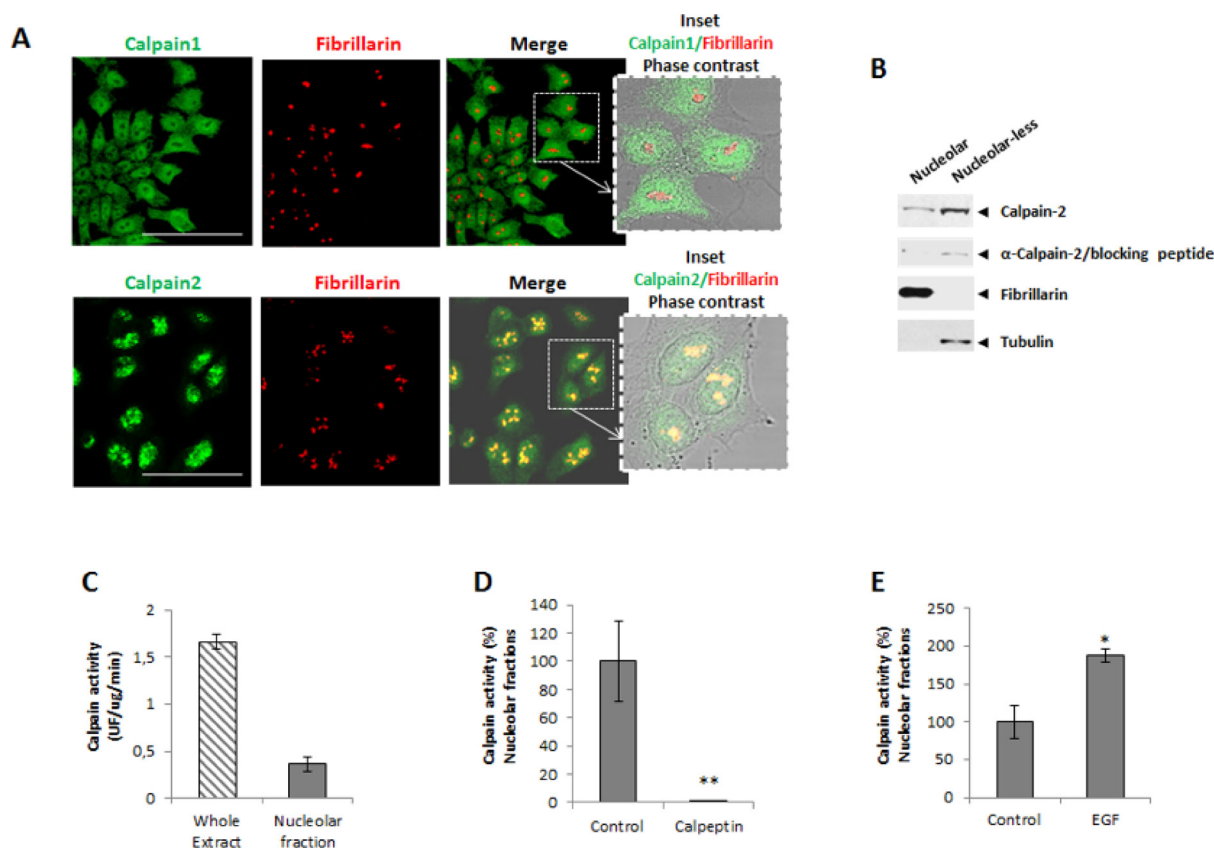 A
Calpain1
Fibrillarin
Merge
Inset
Calpain1/Fibrillarin
Phase contrast
Calpain2
Fibrillarin
Merge
Inset
Calpain2/Fibrillarin
Phase contrast
B
Nucleolar
Nucleolar-less
Calpain-2
α-Calpain-2/blocking peptide
Fibrillarin
Tubulin
C
Calpain activity
(UF/ug/min)
2
1,5
1
0,5
0
Whole
Extract
Nucleolar
fraction
D
Calpain activity (%)
Nucleolar fractions
140
120
100
80
60
40
20
0
**
Control
Calpeptin
E
Calpain activity (%)
Nucleolar fractions
250
200
150
100
50
0
*
Control
EGF